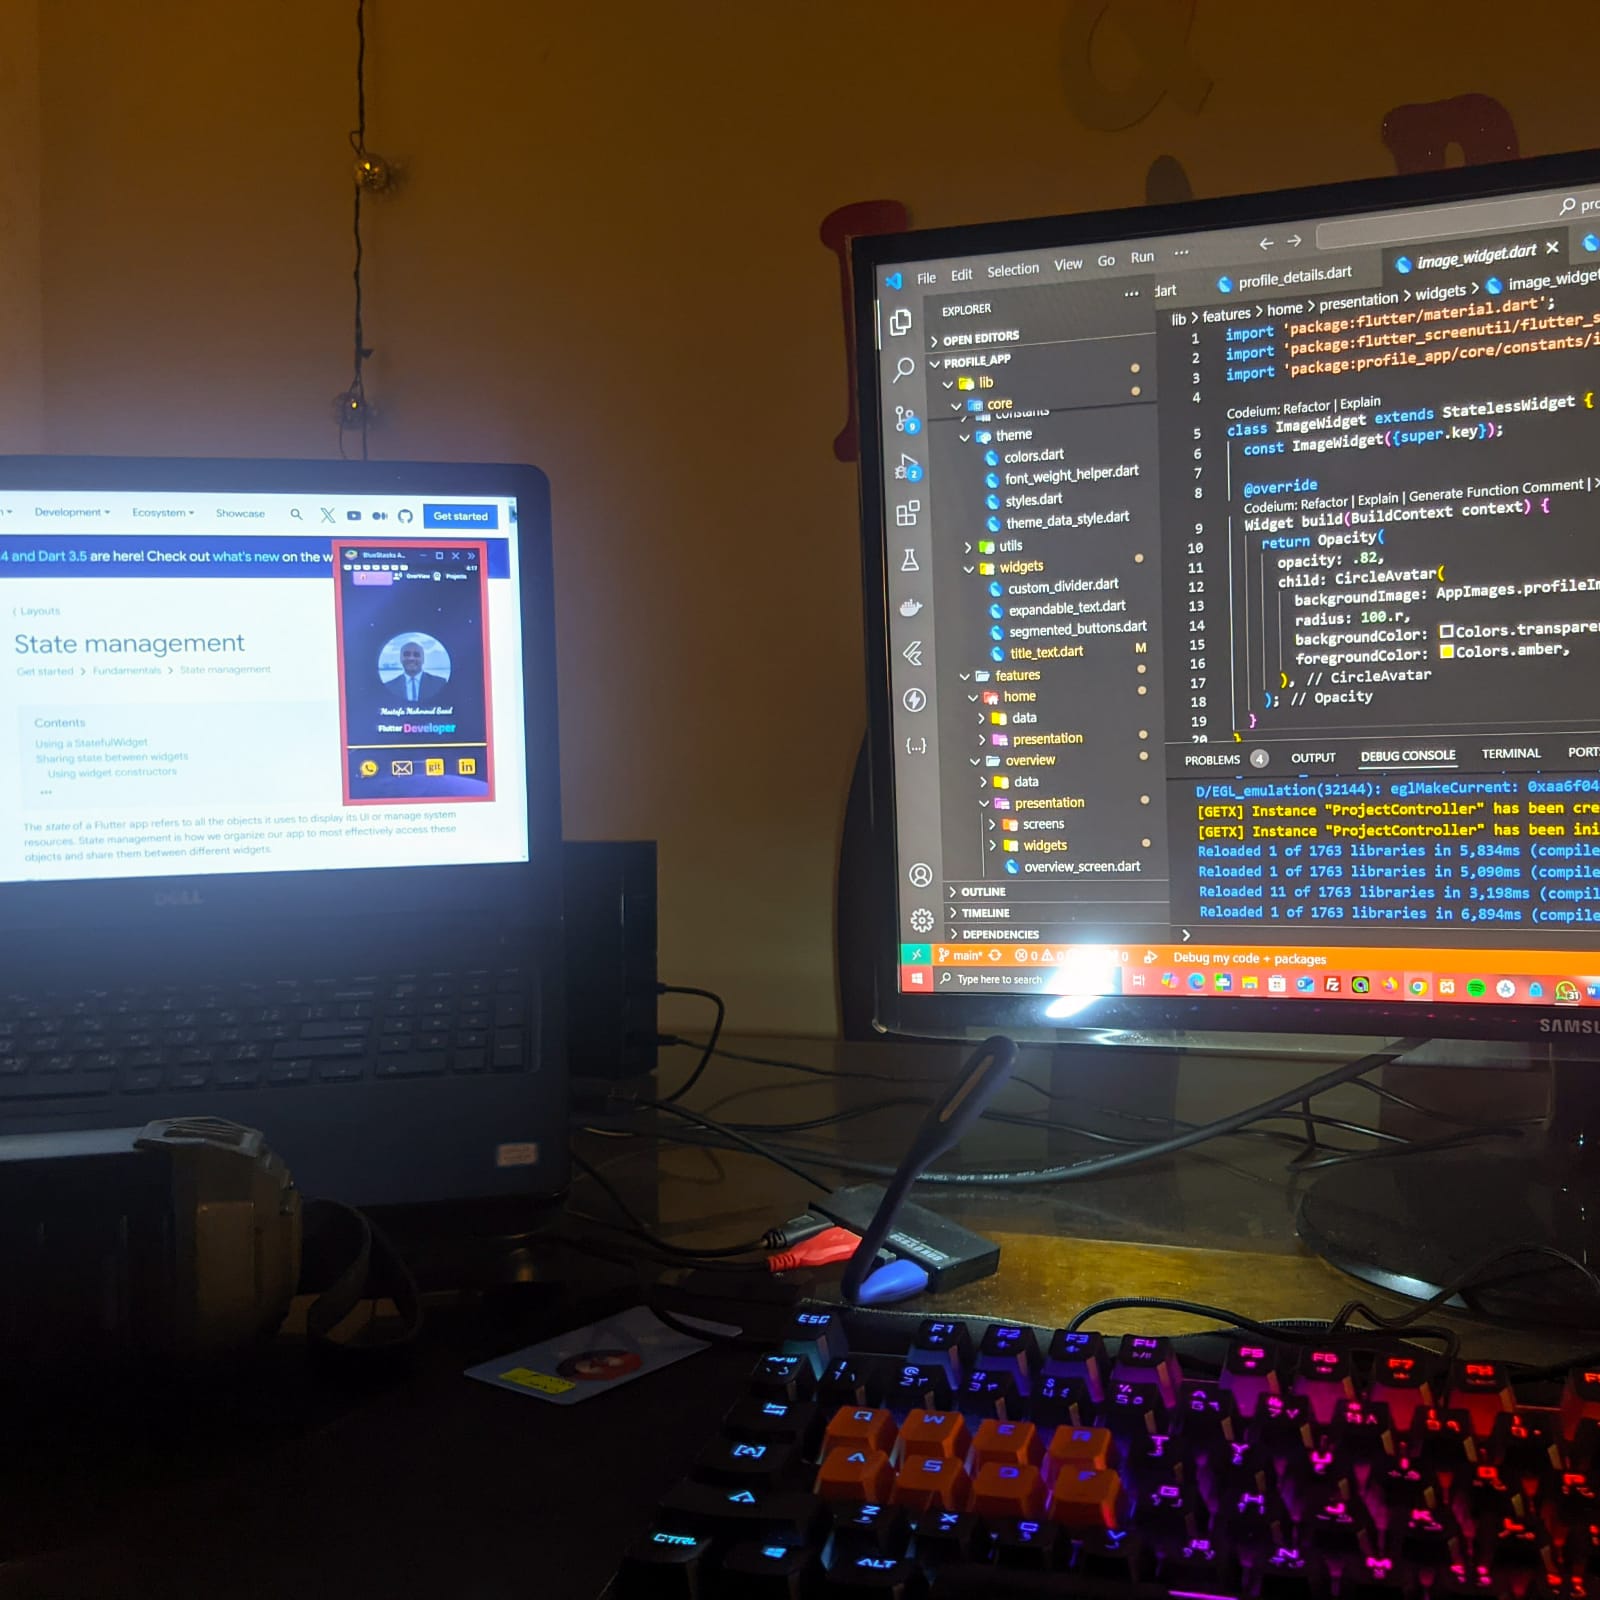 Development
Ecosystem
Showcase
Get started
4 and Dart 3.5 are here! Check out what's new on the w
Layouts
State management
Get started > Fundamentals > State management
Contents
Using a StatefulWidget
Sharing state between widgets
Using widget constructors
...
The state of a Flutter app refers to all the objects it uses to display its UI or manage system
resources. State management is how we organize our app to most effectively access these
objects and share them between different widgets.
BlueStacks A...
4:17
OverView
Projects
Mostafa Mahmoud Saad
Flutter Developer
git
in
DELL
File Edit Selection View Go Run ...
pro
EXPLORER ...
OPEN EDITORS
PROFILE_APP
lib
core
constants
theme
colors.dart
font_weight_helper.dart
styles.dart
theme_data_style.dart
utils
widgets
custom_divider.dart
expandable_text.dart
segmented_buttons.dart
title_text.dart M
features
home
data
presentation
overview
data
presentation
screens
widgets
overview_screen.dart
OUTLINE
TIMELINE
DEPENDENCIES
9
2
dart
profile_details.dart
image_widget.dart
lib > features > home > presentation > widgets > image_widget
1 import 'package:flutter/material.dart';
2 import 'package:flutter_screenutil/flutter_s
3 import 'package:profile_app/core/constants/i
4
Codeium: Refactor | Explain
5 class ImageWidget extends StatelessWidget {
6 const ImageWidget({super.key});
7
8 @override
Codeium: Refactor | Explain | Generate Function Comment | X
9 Widget build(BuildContext context) {
10 return Opacity(
11 opacity: .82,
12 child: CircleAvatar(
13 backgroundImage: AppImages.profileIm
14 radius: 100.r,
15 backgroundColor: Colors.transparen
16 foregroundColor: Colors.amber,
17 ), // CircleAvatar
18 ); // Opacity
19 }
20 }
PROBLEMS 4 OUTPUT DEBUG CONSOLE TERMINAL PORT
D/EGL_emulation(32144): eglMakeCurrent: 0xaa6f04
[GETX] Instance "ProjectController" has been cre
[GETX] Instance "ProjectController" has been ini
Reloaded 1 of 1763 libraries in 5,834ms (compile
Reloaded 1 of 1763 libraries in 5,090ms (compile
Reloaded 11 of 1763 libraries in 3,198ms (compil
Reloaded 1 of 1763 libraries in 6,894ms (compile
main* 0 0 0 Debug my code + packages
Type here to search
31
SAMSU
ESC F1 F2 F3 F4 F5 F6 F7 F8
Q W E R T Y U
A S D F G H J K L
Z X C V B N M
CTRL ALT